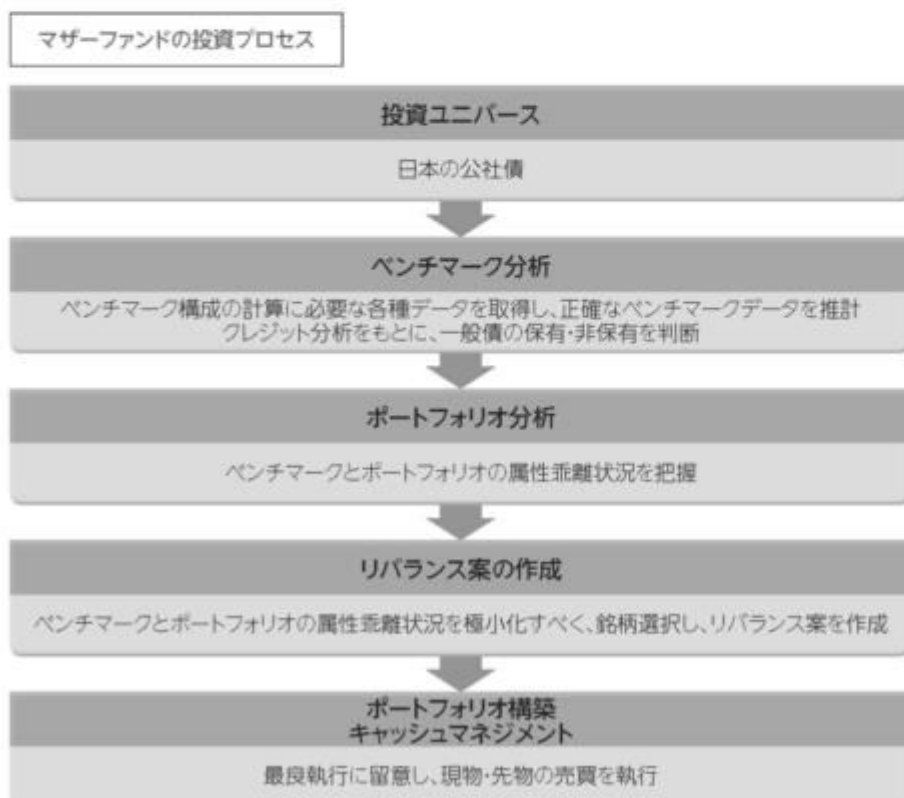 マザーファンドの投資プロセス
投資ユニバース
日本の公社債
ベンチマーク分析
ベンチマーク構成の計算に必要な各種データを取得し、正確なベンチマークデータを推計
クレジット分析をもとに、一般債の保有・非保有を判断
ポートフォリオ分析
ベンチマークとポートフォリオの属性乖離状況を把握
リバランス案の作成
ベンチマークとポートフォリオの属性乖離状況を極小化すべく、銘柄選択し、リバランス案を作成
ポートフォリオ構築
キャッシュマネジメント
最良執行に留意し、現物・先物の売買を執行